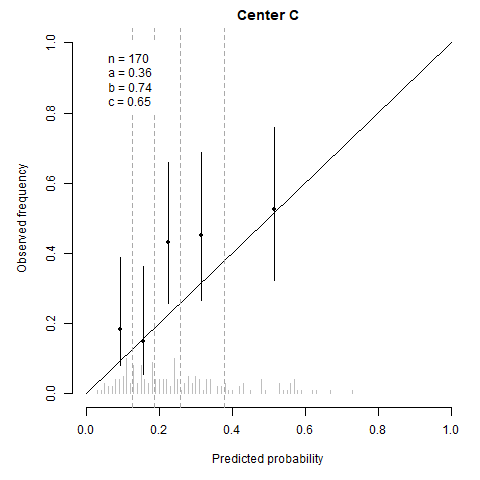 Center C
n = 170
a = 0.36
b = 0.74
c = 0.65
Observed frequency
1.0
0.8
0.6
0.4
0.2
0.0
0.0 0.2 0.4 0.6 0.8 1.0
Predicted probability